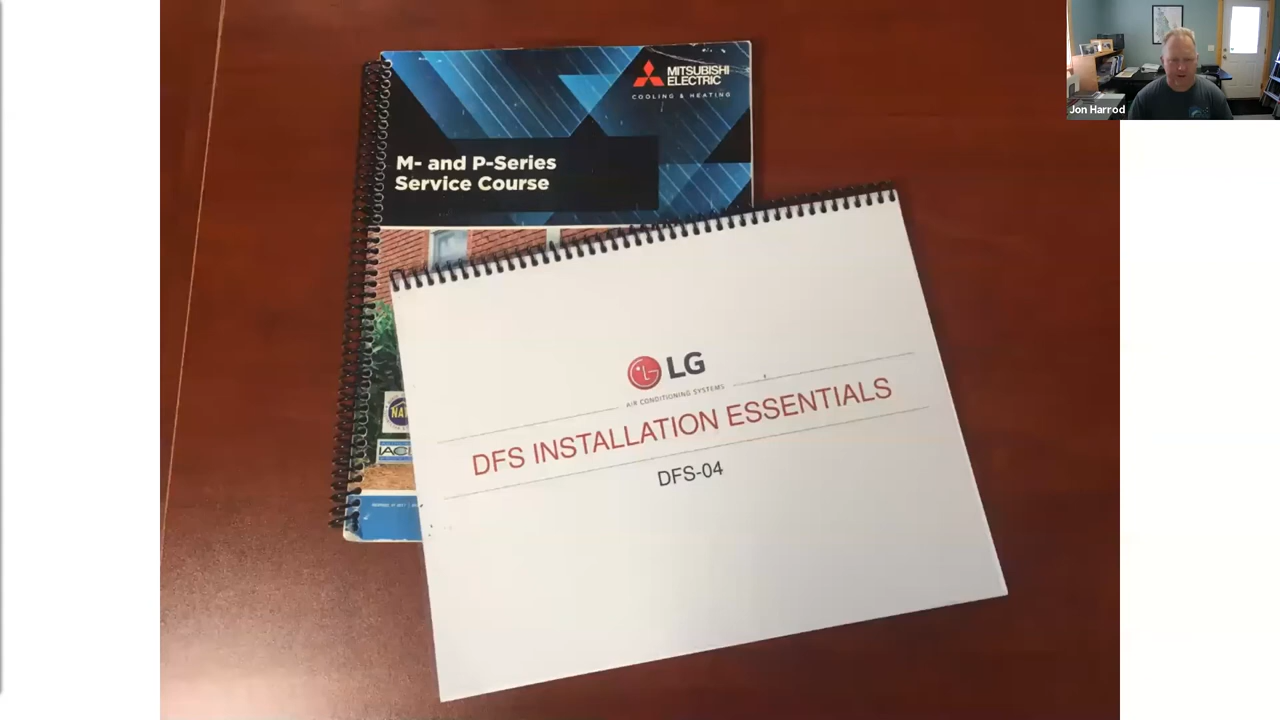 MITSUBISHI
ELECTRIC
COOLING & HEATING
M- and P-Series
Service Course
LG
AIR CONDITIONING SYSTEMS
DFS INSTALLATION ESSENTIALS
DFS-04
Jon Harrod